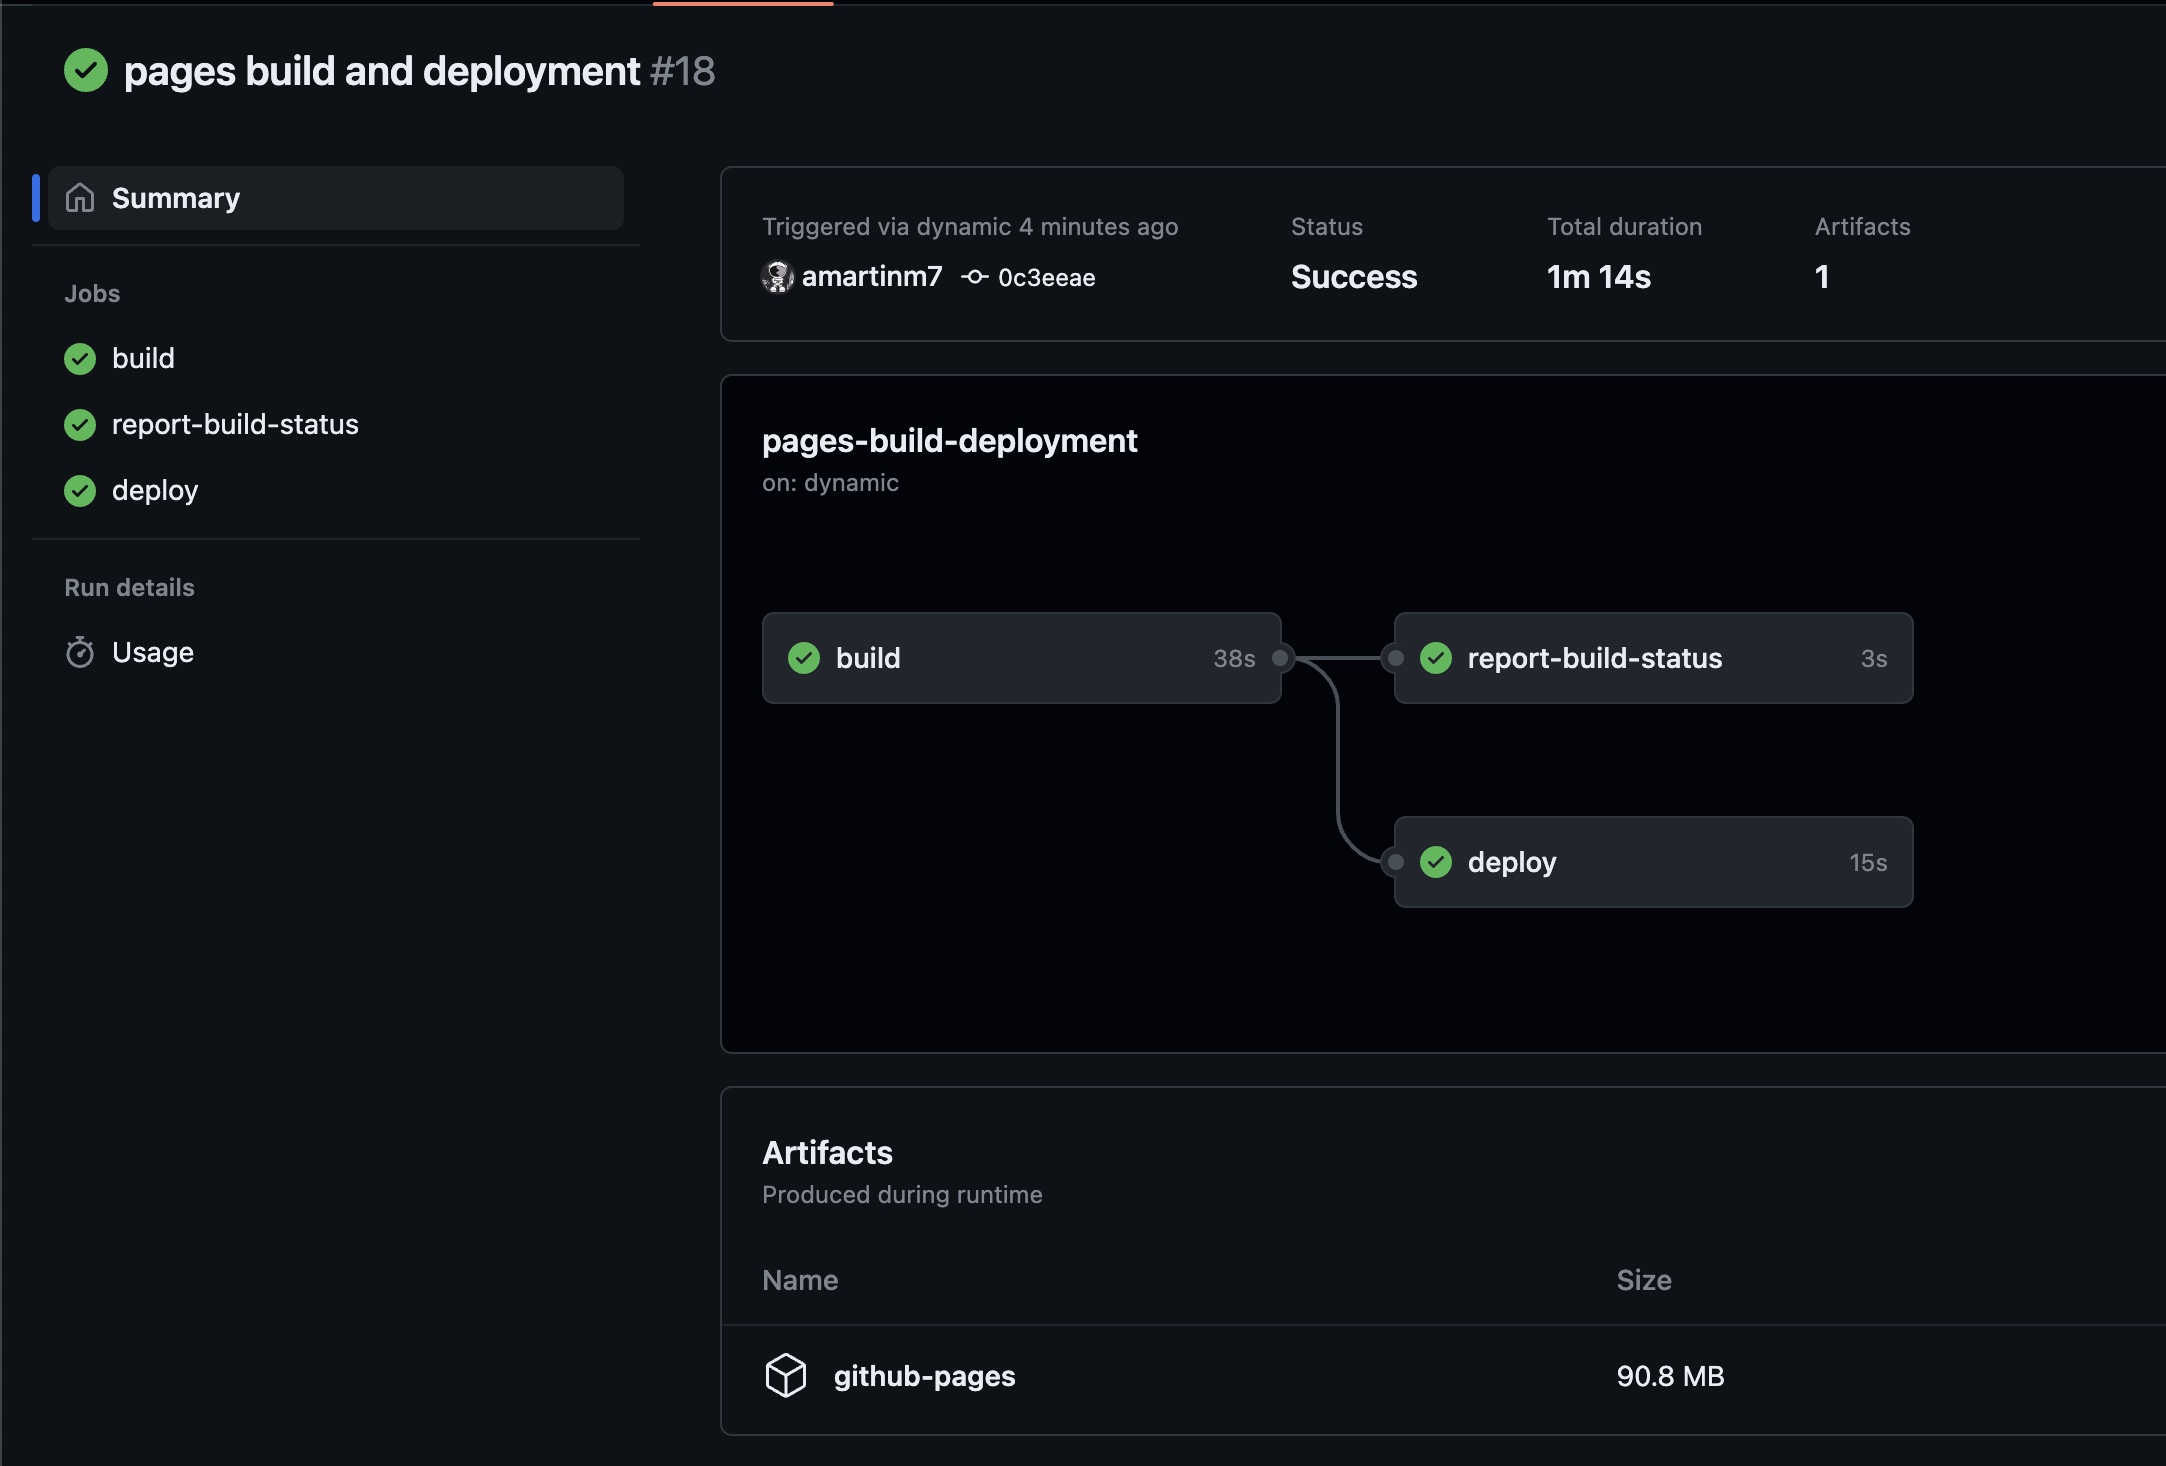 pages build and deployment #18
Summary
Jobs
build
report-build-status
deploy
Run details
Usage
Triggered via dynamic 4 minutes ago
amartinm7 0c3eeae
Status
Success
Total duration
1m 14s
Artifacts
1
pages-build-deployment
on: dynamic
build 38s
report-build-status 3s
deploy 15s
Artifacts
Produced during runtime
Name Size
github-pages 90.8 MB